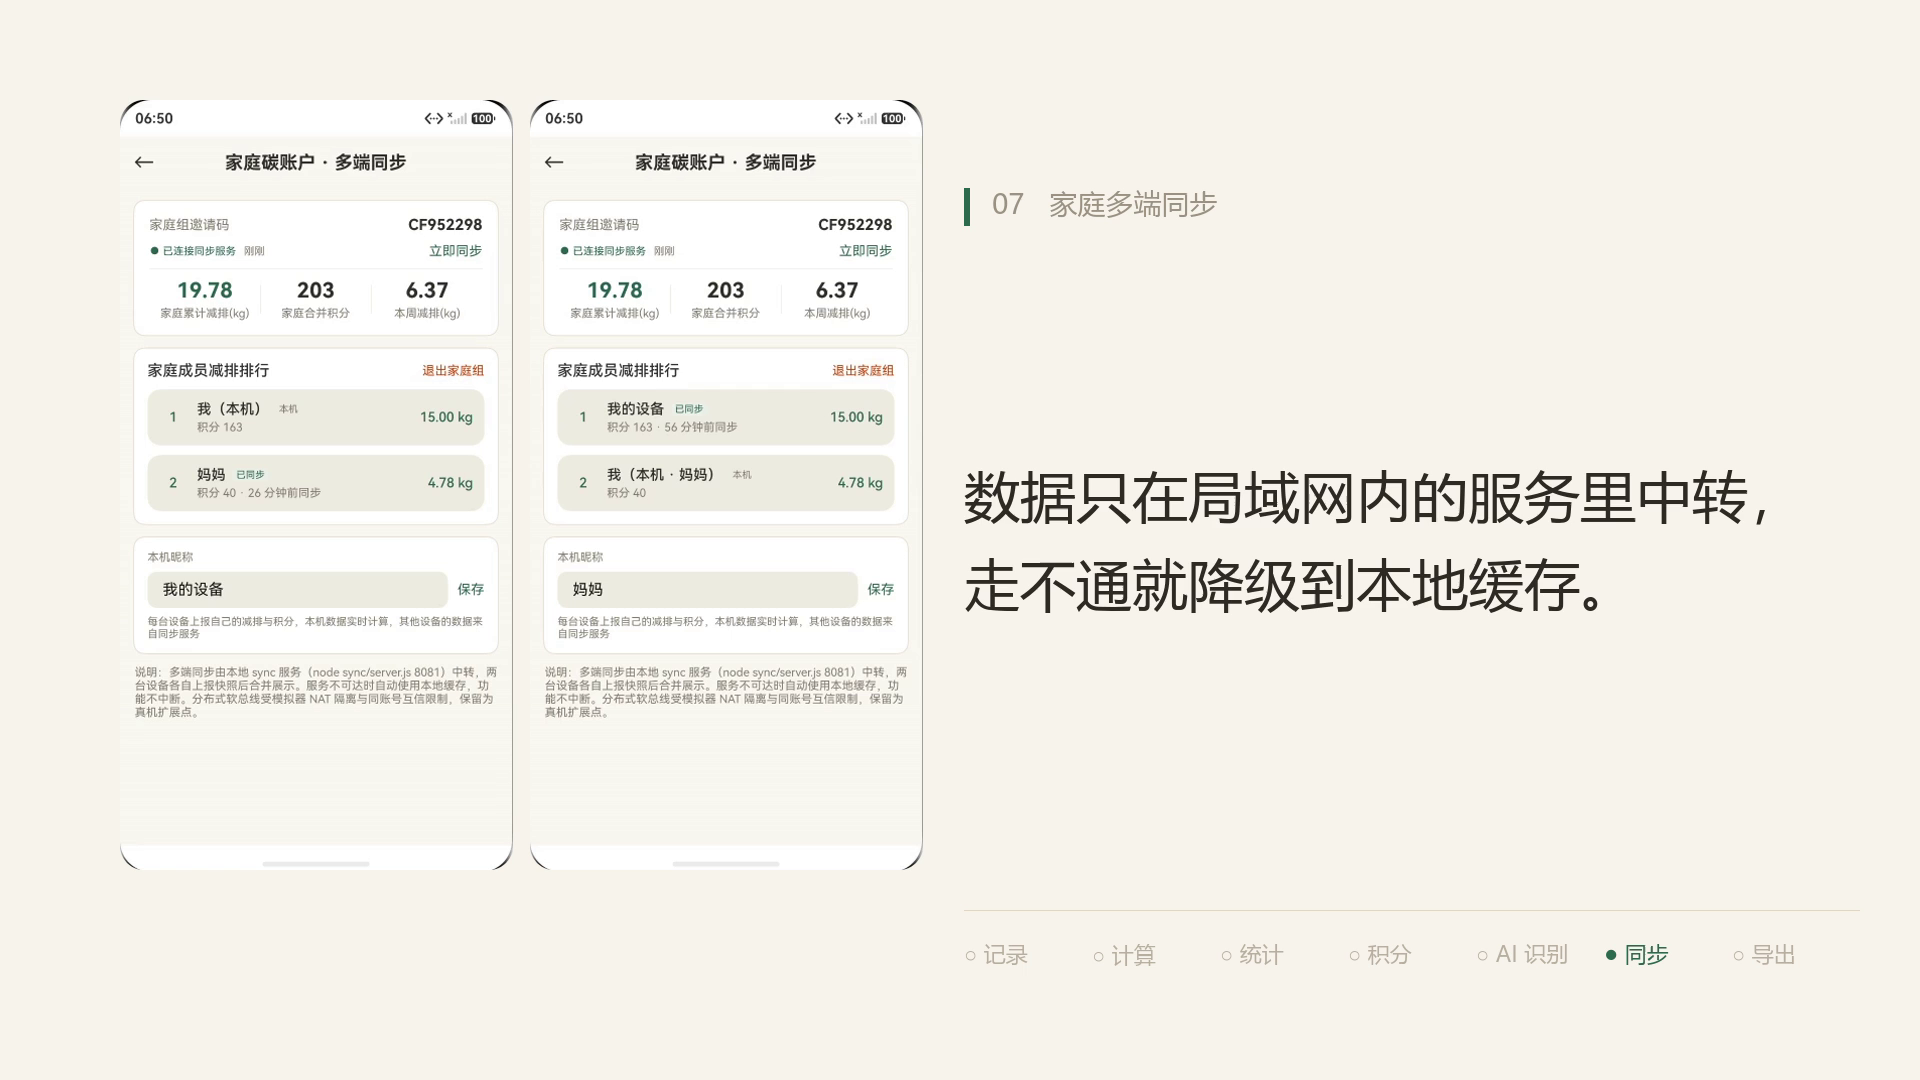 06:50
100
家庭碳账户 · 多端同步
家庭组邀请码 CF952298
已连接同步服务 刚刚 立即同步
19.78 203 6.37
家庭累计减排(kg) 家庭合并积分 本周减排(kg)
家庭成员减排排行 退出家庭组
1 我（本机） 本机 15.00 kg
积分 163
2 妈妈 已同步 4.78 kg
积分 40 · 26 分钟前同步
本机昵称
我的设备 保存
每台设备上报自己的减排与积分，本机数据实时计算，其他设备的数据来
自同步服务
说明：多端同步由本地 sync 服务（node sync/server.js 8081）中转，两
台设备各自上报快照后合并展示。服务不可达时自动使用本地缓存，功
能不中断。分布式软总线受模拟器 NAT 隔离与同账号互信限制，保留为
真机扩展点。
06:50
100
家庭碳账户 · 多端同步
家庭组邀请码 CF952298
已连接同步服务 刚刚 立即同步
19.78 203 6.37
家庭累计减排(kg) 家庭合并积分 本周减排(kg)
家庭成员减排排行 退出家庭组
1 我的设备 已同步 15.00 kg
积分 163 · 56 分钟前同步
2 我（本机 · 妈妈） 本机 4.78 kg
积分 40
本机昵称
妈妈 保存
每台设备上报自己的减排与积分，本机数据实时计算，其他设备的数据来
自同步服务
说明：多端同步由本地 sync 服务（node sync/server.js 8081）中转，两
台设备各自上报快照后合并展示。服务不可达时自动使用本地缓存，功
能不中断。分布式软总线受模拟器 NAT 隔离与同账号互信限制，保留为
真机扩展点。
07 家庭多端同步
数据只在局域网内的服务里中转，
走不通就降级到本地缓存。
○ 记录 ○ 计算 ○ 统计 ○ 积分 ○ AI 识别 ● 同步 ○ 导出